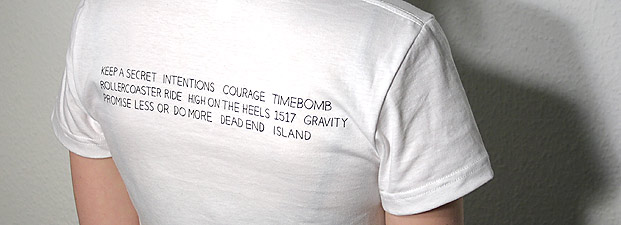 KEEP A SECRET INTENTIONS COURAGE TIMEBOMB
ROLLERCOASTER RIDE HIGH ON THE HEELS 1517 GRAVITY
PROMISE LESS OR DO MORE DEAD END ISLAND